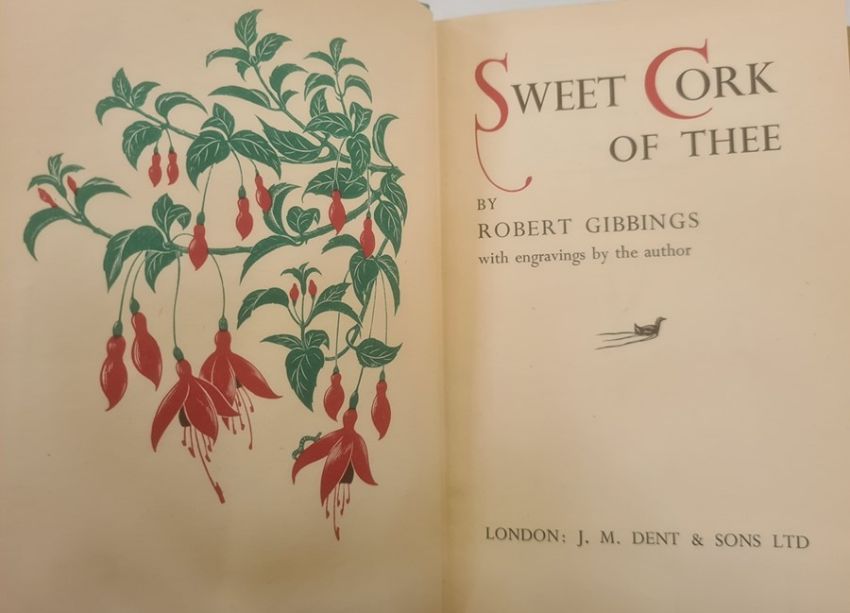 SWEET CORK
OF THEE
BY
ROBERT GIBBINGS
with engravings by the author
LONDON: J. M. DENT & SONS LTD